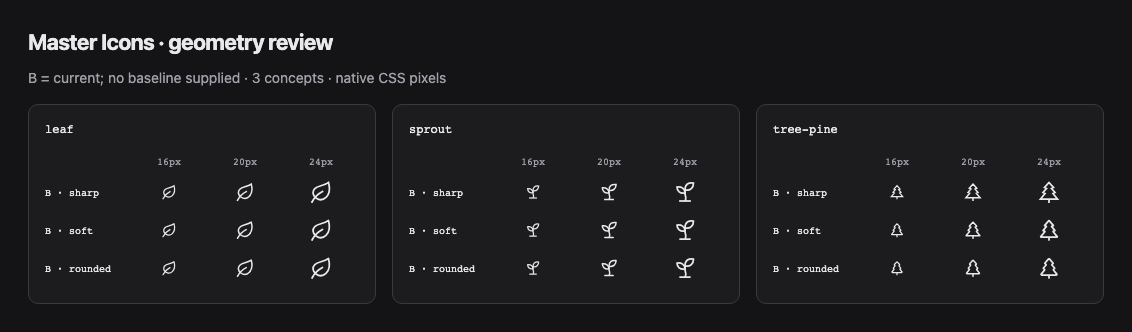 Master Icons · geometry review
B = current; no baseline supplied · 3 concepts · native CSS pixels
leaf
16px 20px 24px
B · sharp
B · soft
B · rounded
sprout
16px 20px 24px
B · sharp
B · soft
B · rounded
tree-pine
16px 20px 24px
B · sharp
B · soft
B · rounded